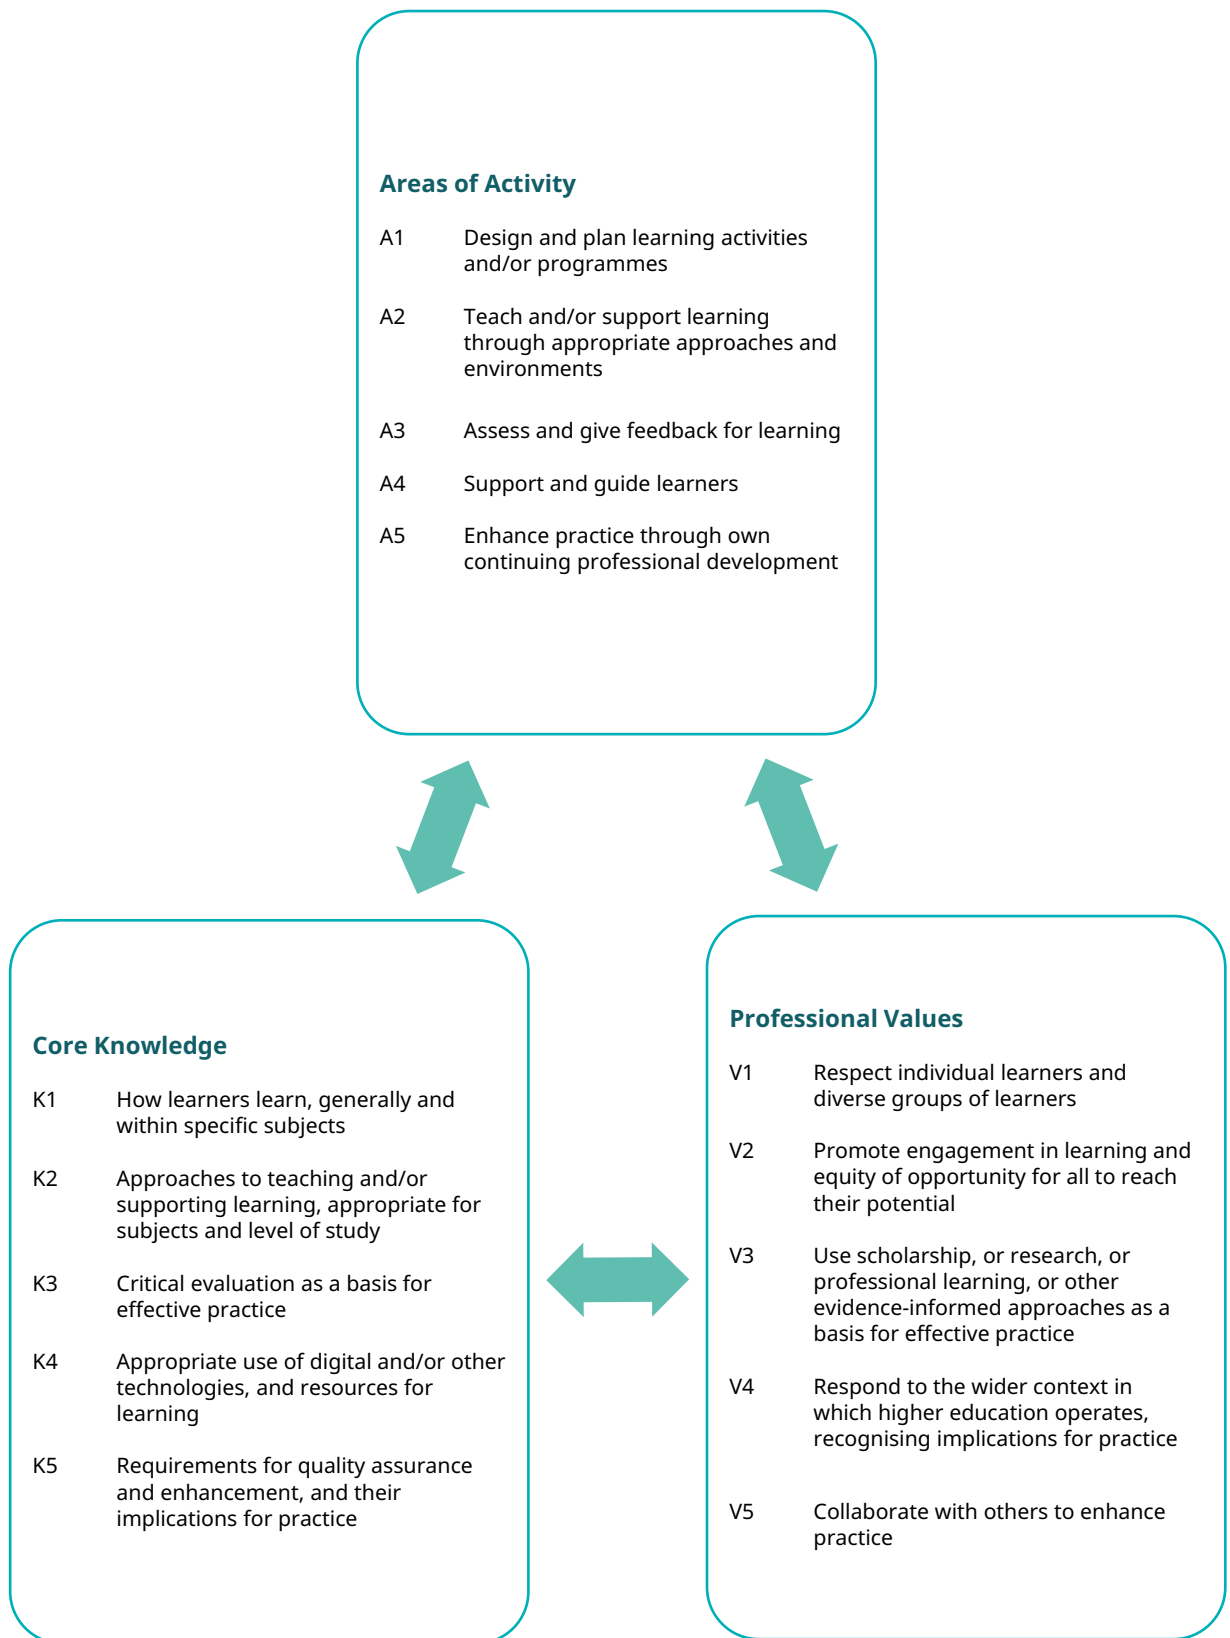 Areas of Activity
A1 Design and plan learning activities
and/or programmes
A2 Teach and/or support learning
through appropriate approaches and
environments
A3 Assess and give feedback for learning
A4 Support and guide learners
A5 Enhance practice through own
continuing professional development
Core Knowledge
K1 How learners learn, generally and
within specific subjects
K2 Approaches to teaching and/or
supporting learning, appropriate for
subjects and level of study
K3 Critical evaluation as a basis for
effective practice
K4 Appropriate use of digital and/or other
technologies, and resources for
learning
K5 Requirements for quality assurance
and enhancement, and their
implications for practice
Professional Values
V1 Respect individual learners and
diverse groups of learners
V2 Promote engagement in learning and
equity of opportunity for all to reach
their potential
V3 Use scholarship, or research, or
professional learning, or other
evidence-informed approaches as a
basis for effective practice
V4 Respond to the wider context in
which higher education operates,
recognising implications for practice
V5 Collaborate with others to enhance
practice